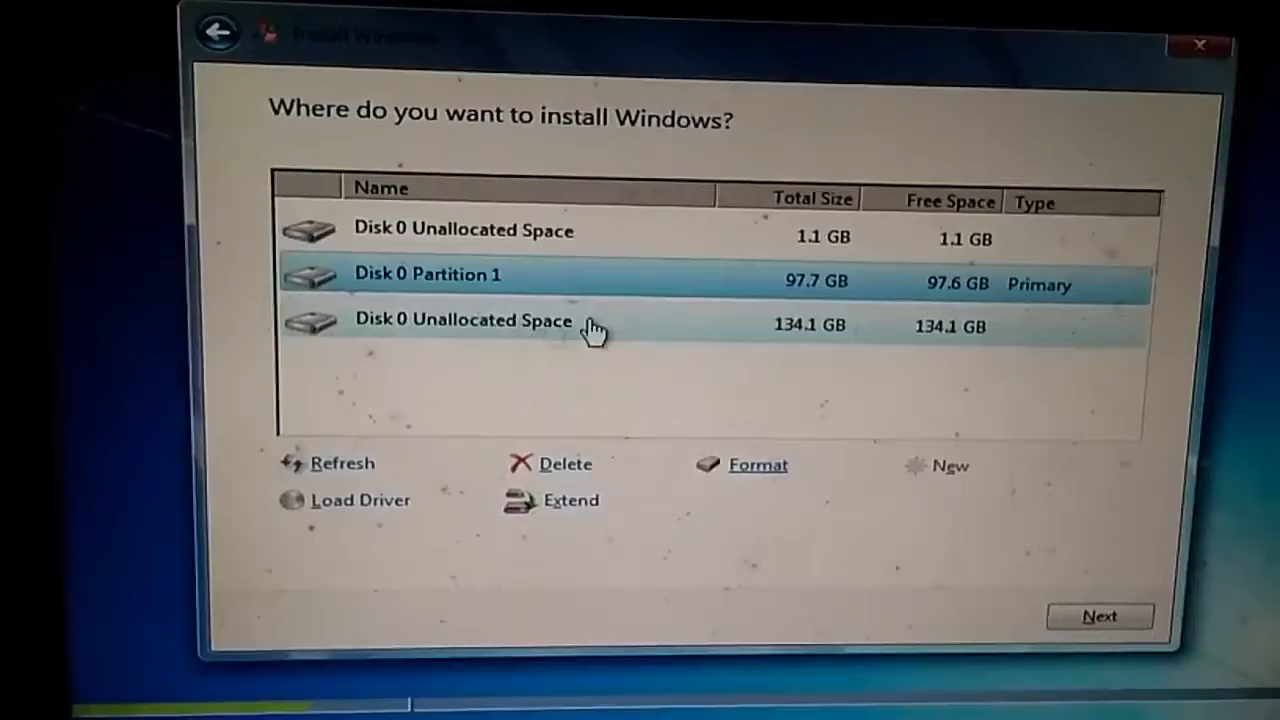 Install Windows
Where do you want to install Windows?
Name Total Size Free Space Type
Disk 0 Unallocated Space 1.1 GB 1.1 GB
Disk 0 Partition 1 97.7 GB 97.6 GB Primary
Disk 0 Unallocated Space 134.1 GB 134.1 GB
Refresh Delete Format New
Load Driver Extend
Next